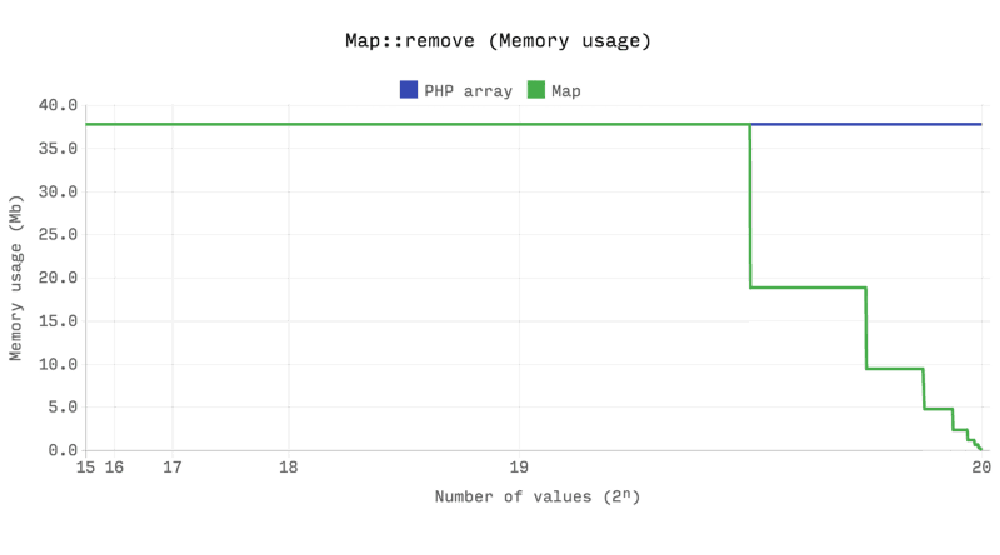 Map::remove (Memory usage)
PHP array Map
40.0
35.0
30.0
25.0
20.0
15.0
10.0
5.0
0.0
Memory usage (Mb)
15 16 17 18 19 20
Number of values (2ⁿ)